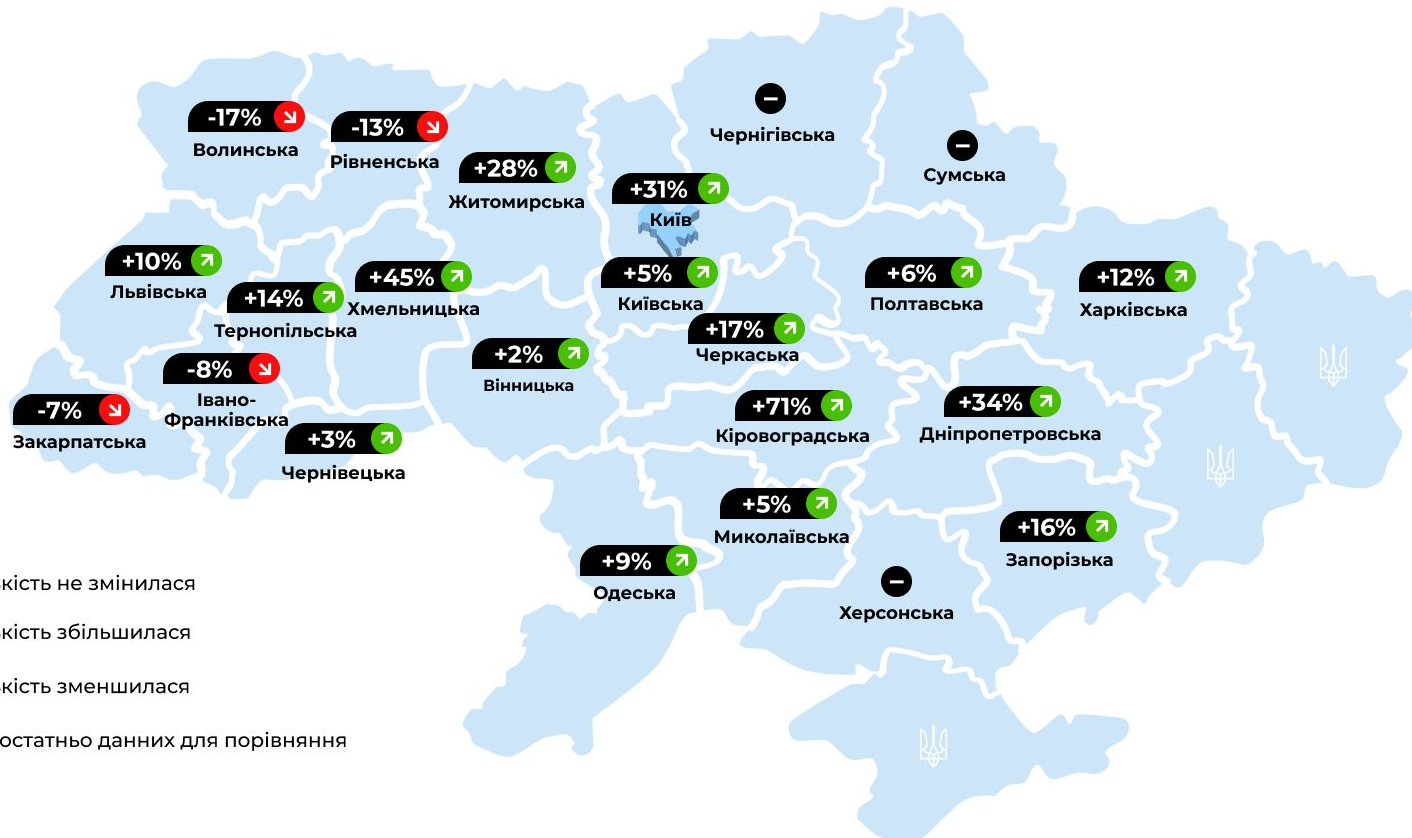 -17%
Волинська
-13%
Рівненська
Чернігівська
Сумська
+28%
Житомирська
+31%
Київ
+10%
Львівська
+14%
Тернопільська
+45%
Хмельницька
+5%
Київська
+6%
Полтавська
+12%
Харківська
+17%
Черкаська
+2%
Вінницька
-8%
Івано-
Франківська
-7%
Закарпатська
+3%
Чернівецька
+71%
Кіровоградська
+34%
Дніпропетровська
+5%
Миколаївська
+16%
Запорізька
+9%
Одеська
Херсонська
кість не змінилася
кість збільшилася
кість зменшилася
остатньо данних для порівняння